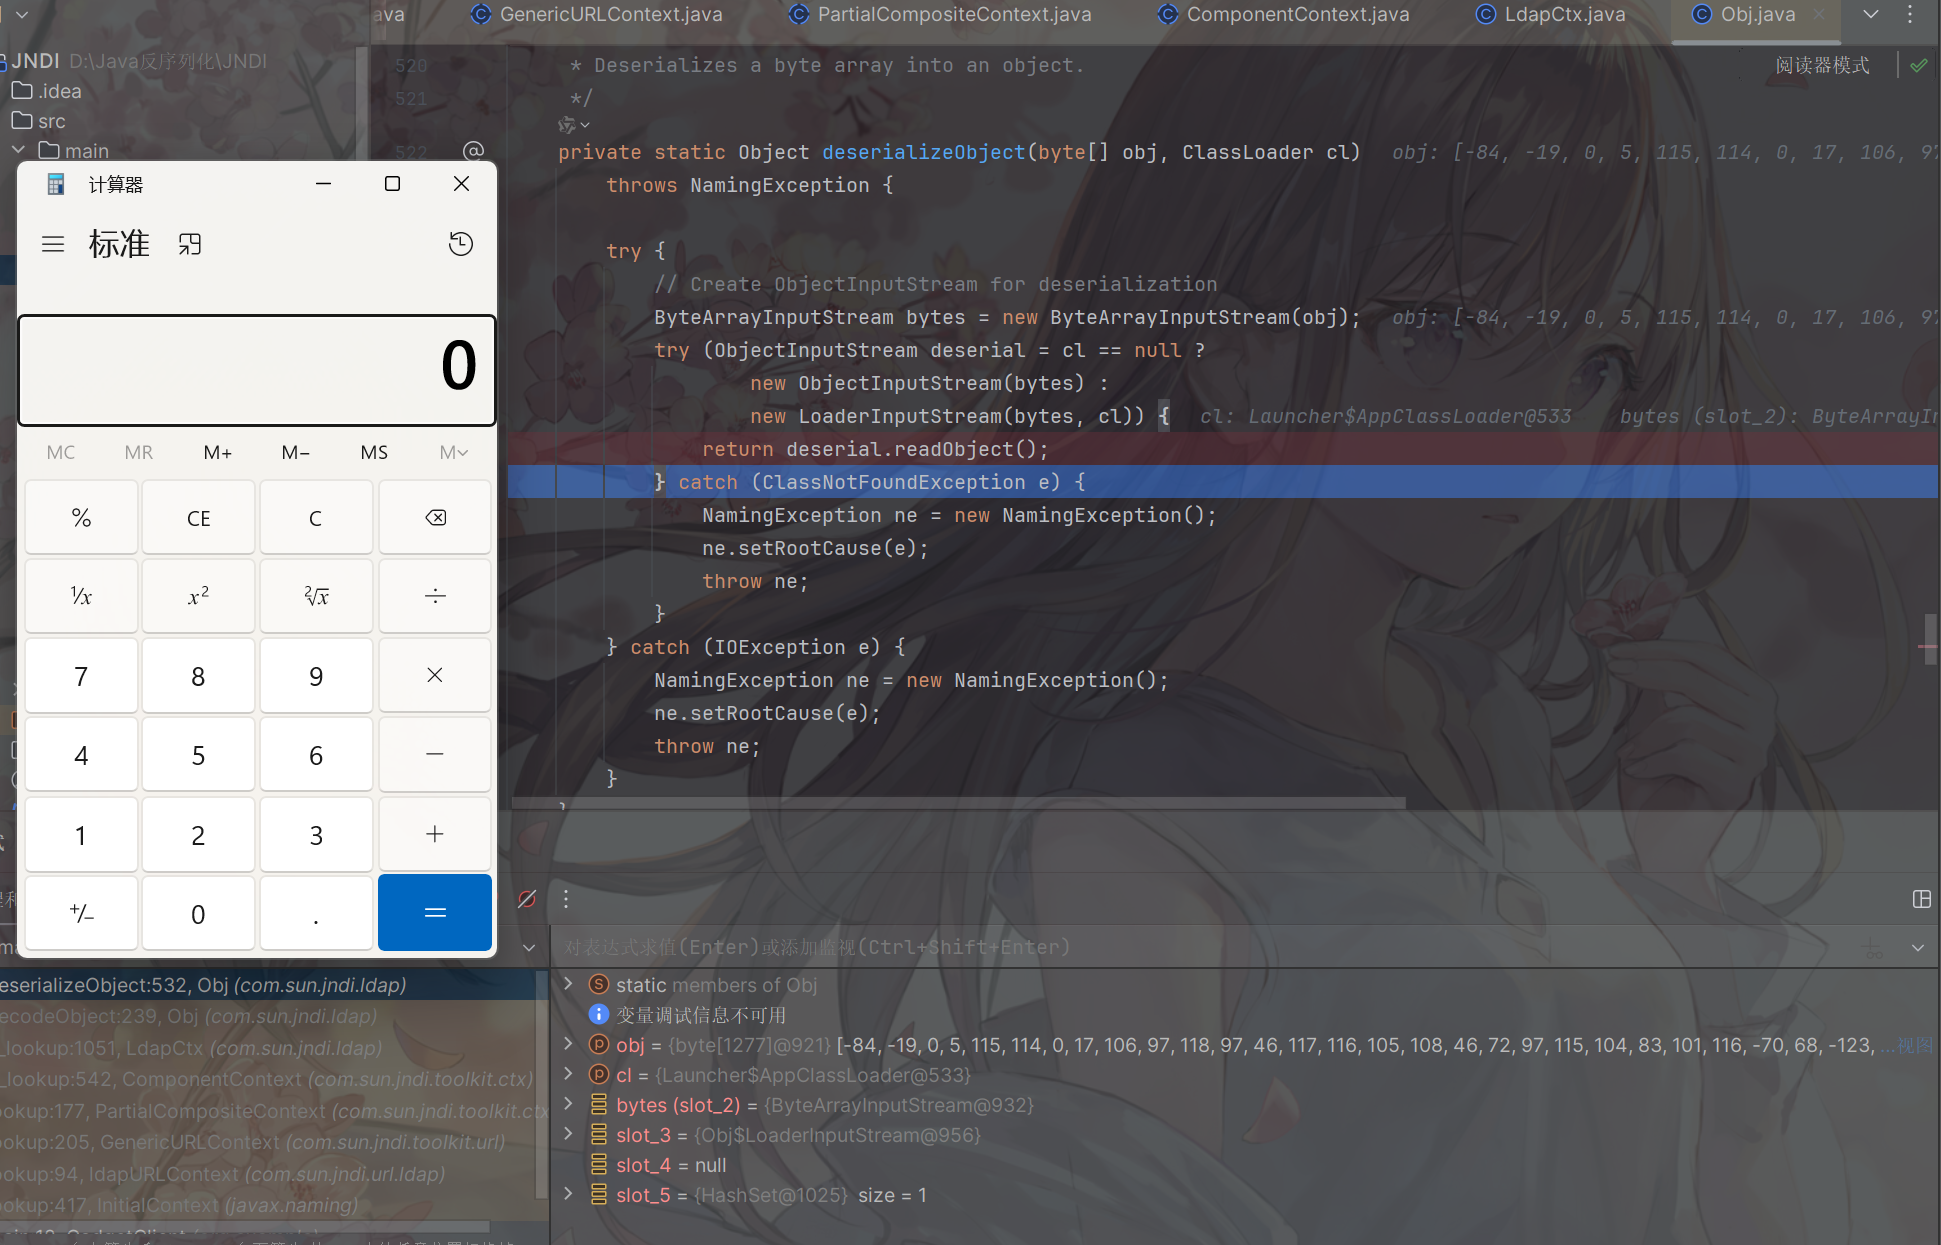 ava
GenericURLContext.java
PartialCompositeContext.java
ComponentContext.java
LdapCtx.java
Obj.java
JNDI D:\Java反序列化\JNDI
.idea
src
main
阅读器模式
520
* Deserializes a byte array into an object.
521
*/
522 @ private static Object deserializeObject(byte[] obj, ClassLoader cl) obj: [-84, -19, 0, 5, 115, 114, 0, 17, 106, 97
throws NamingException {
try {
// Create ObjectInputStream for deserialization
ByteArrayInputStream bytes = new ByteArrayInputStream(obj); obj: [-84, -19, 0, 5, 115, 114, 0, 17, 106, 97
try (ObjectInputStream deserial = cl == null ?
new ObjectInputStream(bytes) :
new LoaderInputStream(bytes, cl)) { cl: Launcher$AppClassLoader@533 bytes (slot_2): ByteArrayIn
return deserial.readObject();
} catch (ClassNotFoundException e) {
NamingException ne = new NamingException();
ne.setRootCause(e);
throw ne;
}
} catch (IOException e) {
NamingException ne = new NamingException();
ne.setRootCause(e);
throw ne;
}
}
计算器
标准
0
MC MR M+ M− MS M
% CE C
¹/x x² ²√x ÷
7 8 9 ×
4 5 6 −
1 2 3 +
+/− 0 . =
对表达式求值(Enter)或添加监视(Ctrl+Shift+Enter)
eserializeObject:532, Obj (com.sun.jndi.ldap)
ecodeObject:239, Obj (com.sun.jndi.ldap)
_lookup:1051, LdapCtx (com.sun.jndi.ldap)
_lookup:542, ComponentContext (com.sun.jndi.toolkit.ctx)
ookup:177, PartialCompositeContext (com.sun.jndi.toolkit.ctx
ookup:205, GenericURLContext (com.sun.jndi.toolkit.url)
ookup:94, ldapURLContext (com.sun.jndi.url.ldap)
ookup:417, InitialContext (javax.naming)
static members of Obj
变量调试信息不可用
obj = {byte[1277]@921} [-84, -19, 0, 5, 115, 114, 0, 17, 106, 97, 118, 97, 46, 117, 116, 105, 108, 46, 72, 97, 115, 104, 83, 101, 116, -70, 68, -123, ...视图
cl = {Launcher$AppClassLoader@533}
bytes (slot_2) = {ByteArrayInputStream@932}
slot_3 = {Obj$LoaderInputStream@956}
slot_4 = null
slot_5 = {HashSet@1025} size = 1